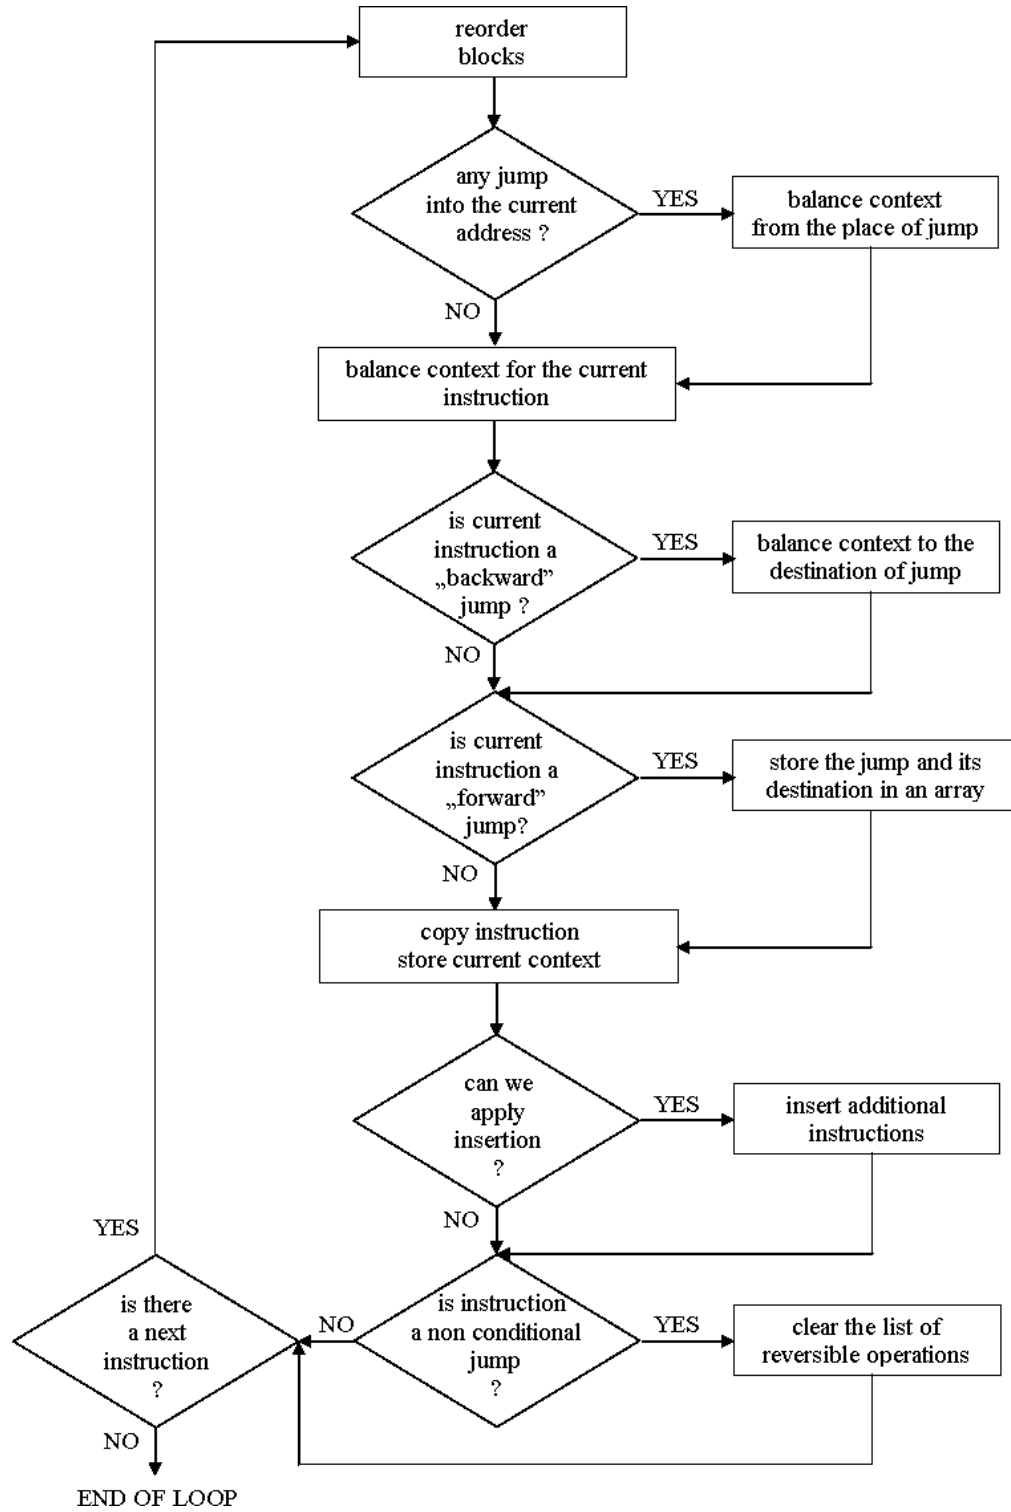 reorder
blocks
any jump
into the current
address ?
YES
balance context
from the place of jump
NO
balance context for the current
instruction
is current
instruction a
„backward”
jump ?
YES
balance context to the
destination of jump
NO
is current
instruction a
„forward”
jump?
YES
store the jump and its
destination in an array
NO
copy instruction
store current context
can we
apply
insertion
?
YES
insert additional
instructions
NO
is instruction
a non conditional
jump
?
YES
clear the list of
reversible operations
NO
YES
is there
a next
instruction
?
NO
END OF LOOP